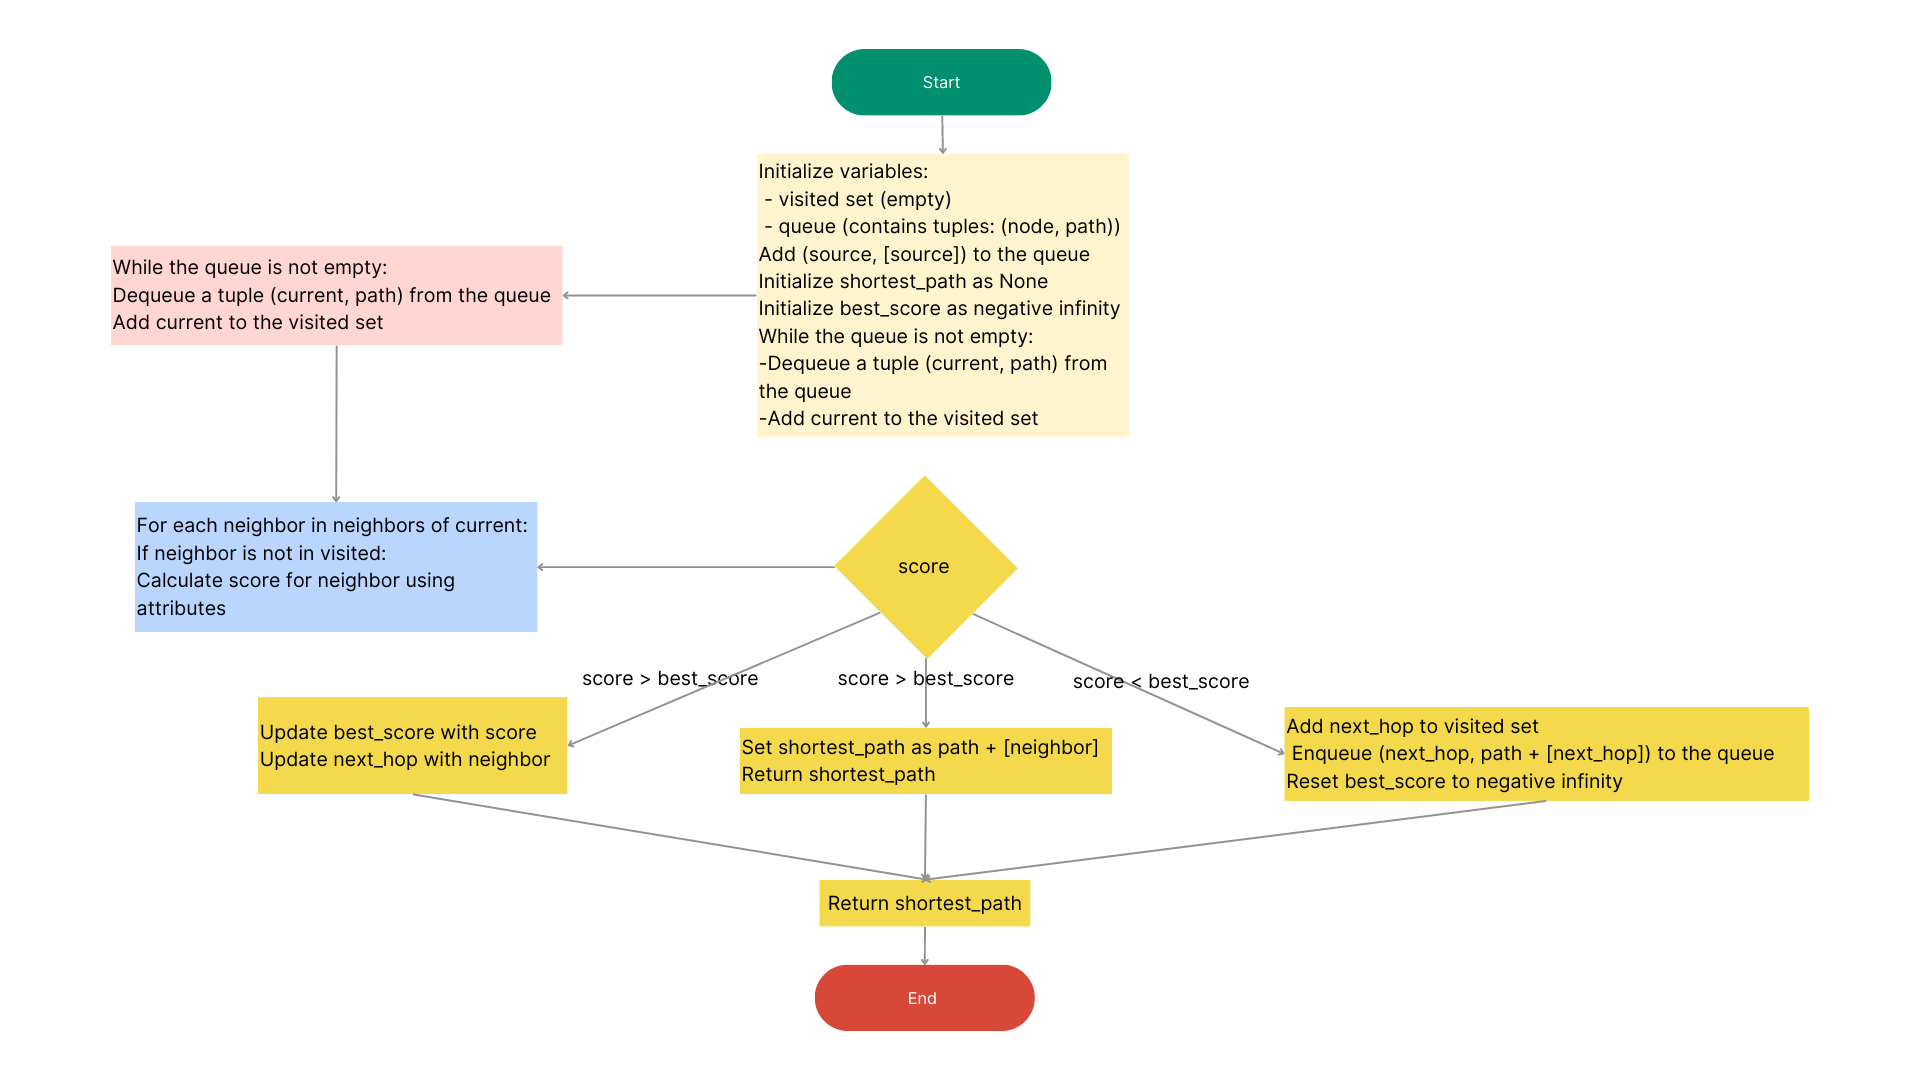 Start
Initialize variables:
- visited set (empty)
- queue (contains tuples: (node, path))
Add (source, [source]) to the queue
Initialize shortest_path as None
Initialize best_score as negative infinity
While the queue is not empty:
-Dequeue a tuple (current, path) from
the queue
-Add current to the visited set
While the queue is not empty:
Dequeue a tuple (current, path) from the queue
Add current to the visited set
For each neighbor in neighbors of current:
If neighbor is not in visited:
Calculate score for neighbor using
attributes
score
score > best_score
score > best_score
score < best_score
Update best_score with score
Update next_hop with neighbor
Set shortest_path as path + [neighbor]
Return shortest_path
Add next_hop to visited set
Enqueue (next_hop, path + [next_hop]) to the queue
Reset best_score to negative infinity
Return shortest_path
End